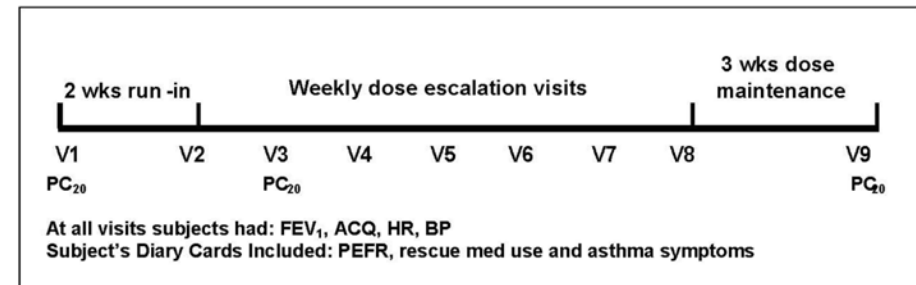 3 wks dose
2 wks run -in Weekly dose escalation visits maintenance
V1 V2 V3 V4 V5 V6 V7 V8 V9
PC₂₀ PC₂₀ PC₂₀
At all visits subjects had: FEV₁, ACQ, HR, BP
Subject's Diary Cards Included: PEFR, rescue med use and asthma symptoms